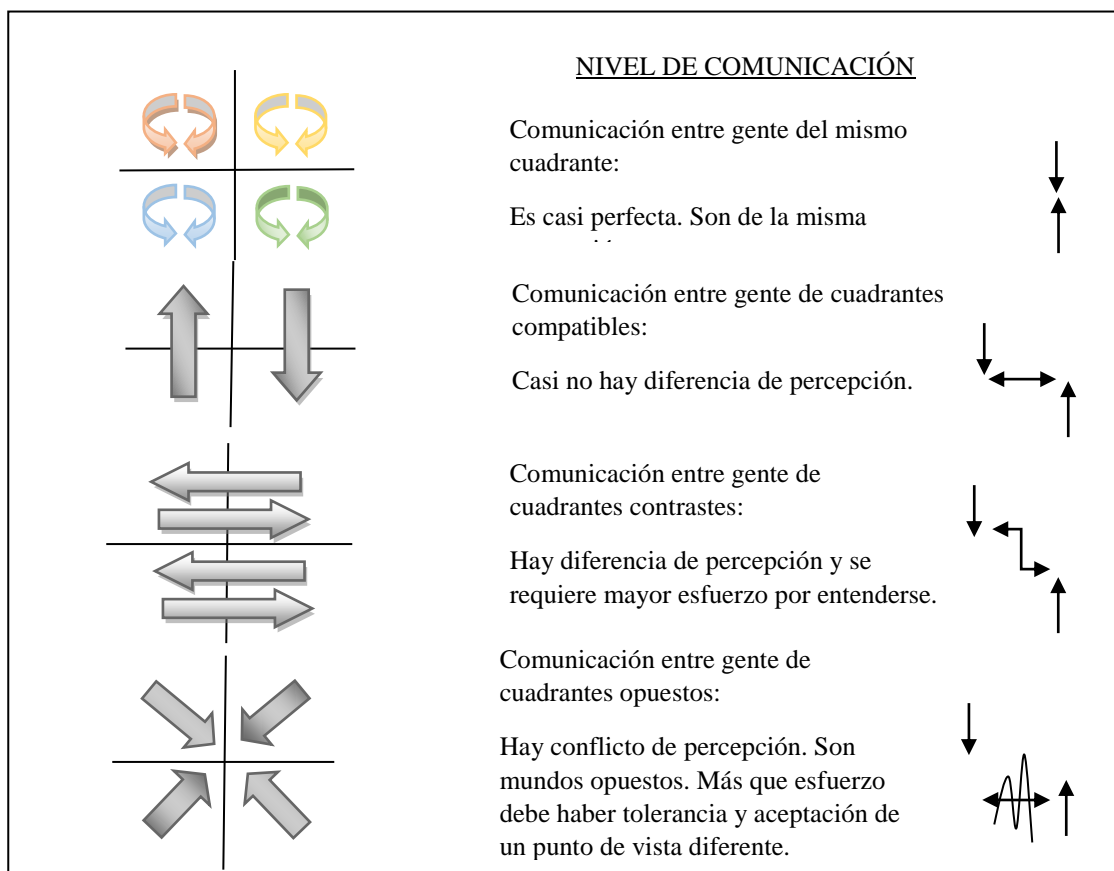 NIVEL DE COMUNICACIÓN
Comunicación entre gente del mismo
cuadrante:
Es casi perfecta. Son de la misma
Comunicación entre gente de cuadrantes
compatibles:
Casi no hay diferencia de percepción.
Comunicación entre gente de
cuadrantes contrastes:
Hay diferencia de percepción y se
requiere mayor esfuerzo por entenderse.
Comunicación entre gente de
cuadrantes opuestos:
Hay conflicto de percepción. Son
mundos opuestos. Más que esfuerzo
debe haber tolerancia y aceptación de
un punto de vista diferente.